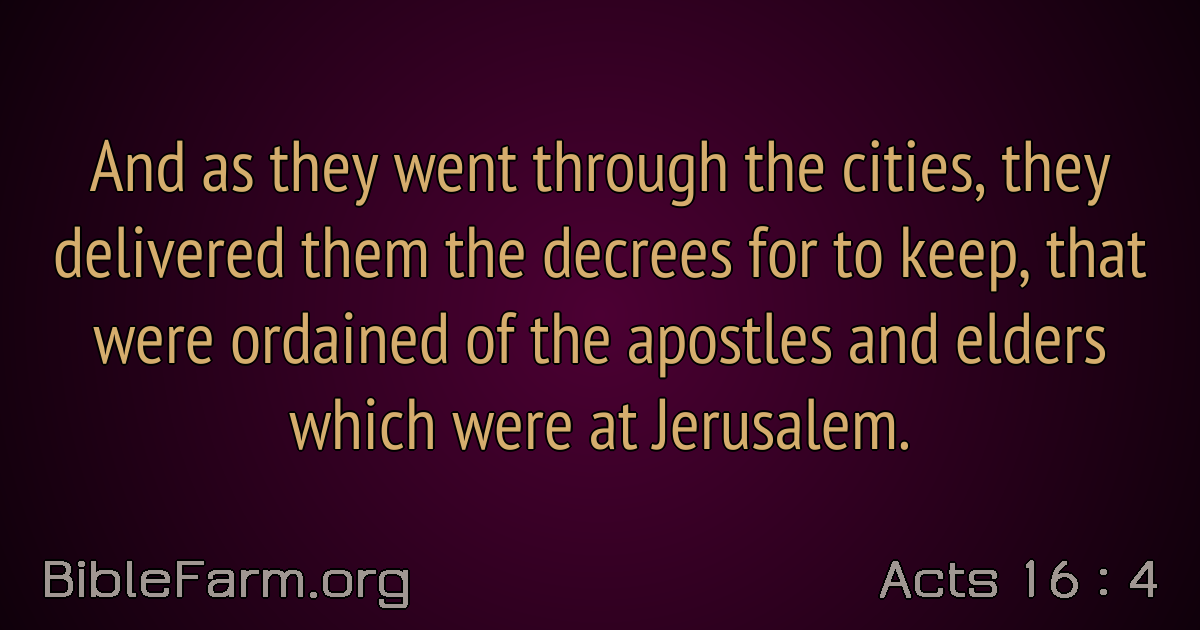 And as they went through the cities, they
delivered them the decrees for to keep, that
were ordained of the apostles and elders
which were at Jerusalem.
BibleFarm.org
Acts 16 : 4